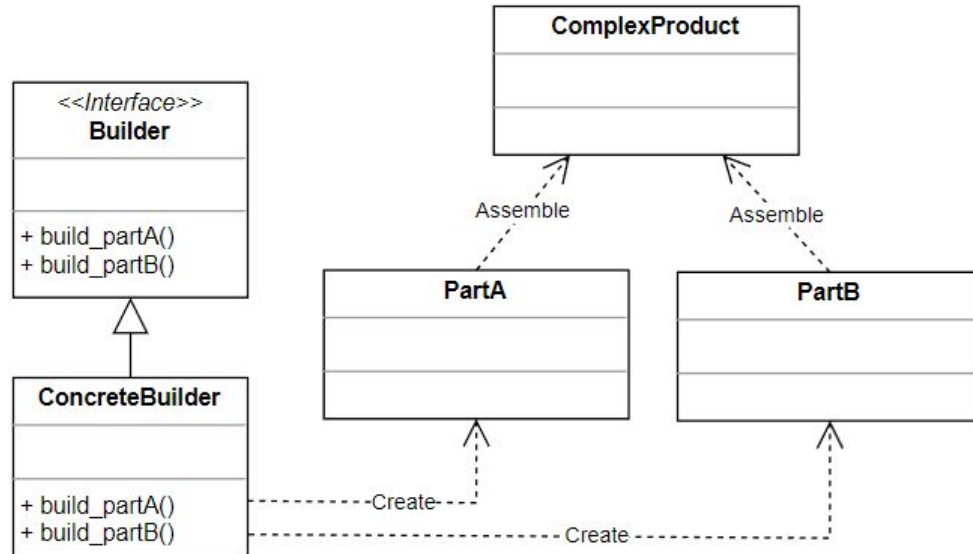 ComplexProduct
<<Interface>>
Builder
+ build_partA()
+ build_partB()
Assemble
Assemble
PartA
PartB
ConcreteBuilder
+ build_partA()
+ build_partB()
Create
Create